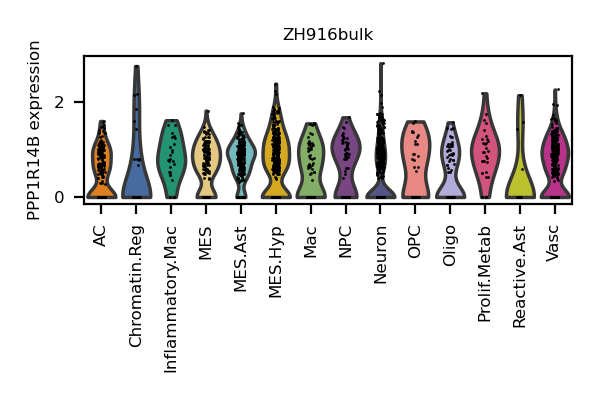 ZH916bulk
PPP1R14B expression
2
0
AC
Chromatin.Reg
Inflammatory.Mac
MES
MES.Ast
MES.Hyp
Mac
NPC
Neuron
OPC
Oligo
Prolif.Metab
Reactive.Ast
Vasc